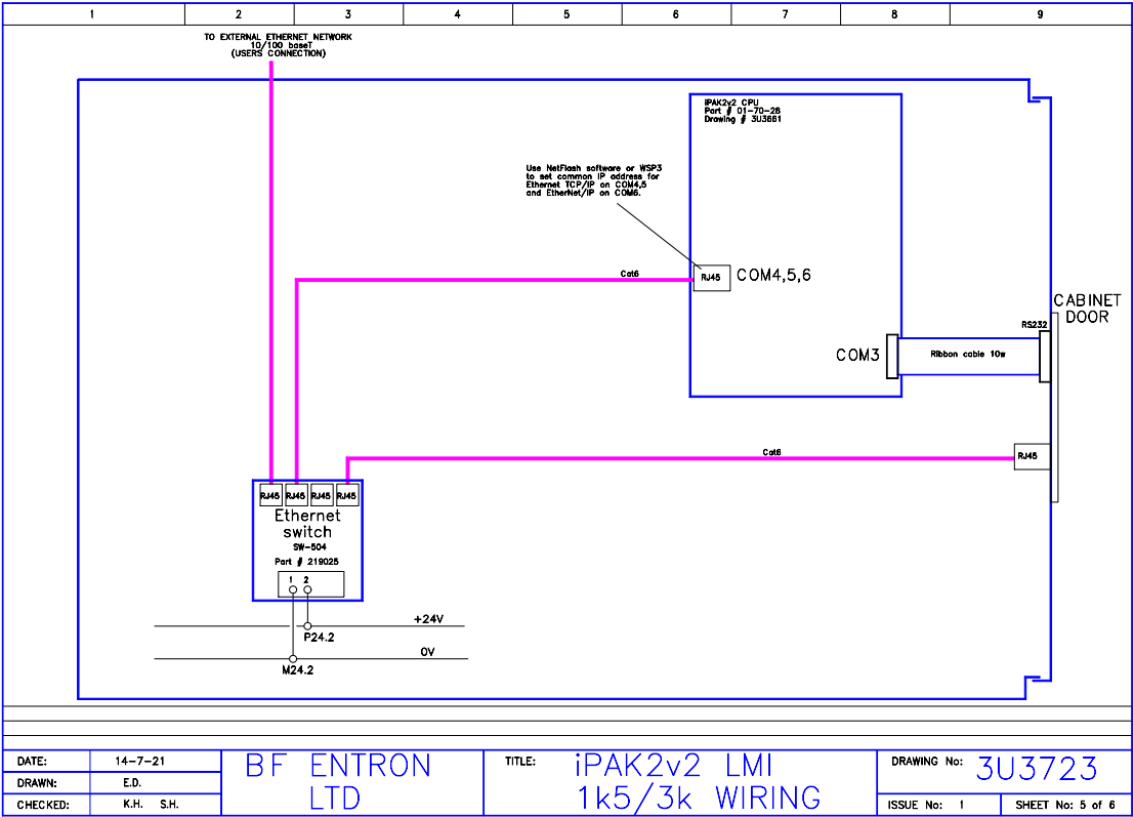 1 2 3 4 5 6 7 8 9
TO EXTERNAL ETHERNET NETWORK
10/100 baseT
(USERS CONNECTION)
iPAK2v2 CPU
Part # 01-70-28
Drawing # 3U3661
Use NetFlash software or WSP3
to set common IP address for
Ethernet TCP/IP on COM4,5
and EtherNet/IP on COM6.
Cat6
RJ45
COM4,5,6
CABINET
DOOR
RS232
COM3
Ribbon cable 10w
Cat6
RJ45
RJ45 RJ45 RJ45 RJ45
Ethernet
switch
SW-504
Part # 219025
1 2
+24V
P24.2
0V
M24.2
DATE: 14-7-21
DRAWN: E.D.
CHECKED: K.H. S.H.
BF ENTRON
LTD
TITLE: iPAK2v2 LMI
1k5/3k WIRING
DRAWING No: 3U3723
ISSUE No: 1 SHEET No: 5 of 6